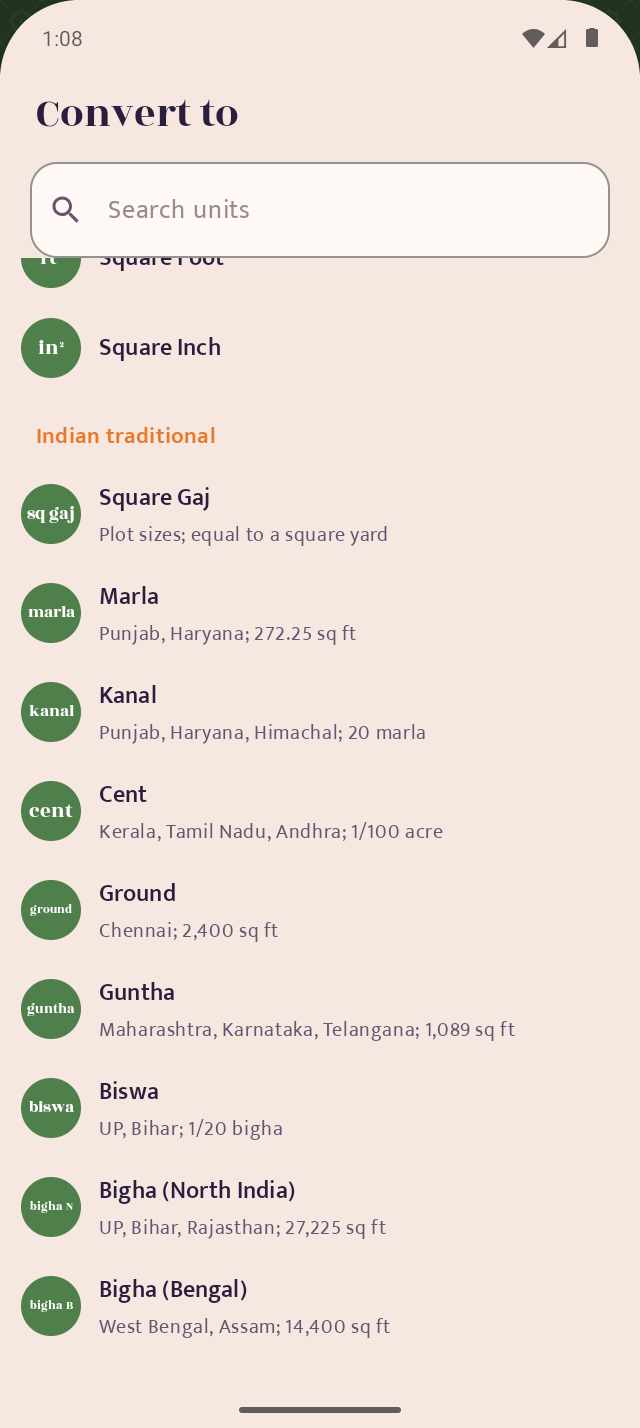 1:08
Convert to
Search units
Square Foot
in²
Square Inch
Indian traditional
sq gaj
Square Gaj
Plot sizes; equal to a square yard
marla
Marla
Punjab, Haryana; 272.25 sq ft
kanal
Kanal
Punjab, Haryana, Himachal; 20 marla
cent
Cent
Kerala, Tamil Nadu, Andhra; 1/100 acre
ground
Ground
Chennai; 2,400 sq ft
guntha
Guntha
Maharashtra, Karnataka, Telangana; 1,089 sq ft
biswa
Biswa
UP, Bihar; 1/20 bigha
bigha N
Bigha (North India)
UP, Bihar, Rajasthan; 27,225 sq ft
bigha B
Bigha (Bengal)
West Bengal, Assam; 14,400 sq ft